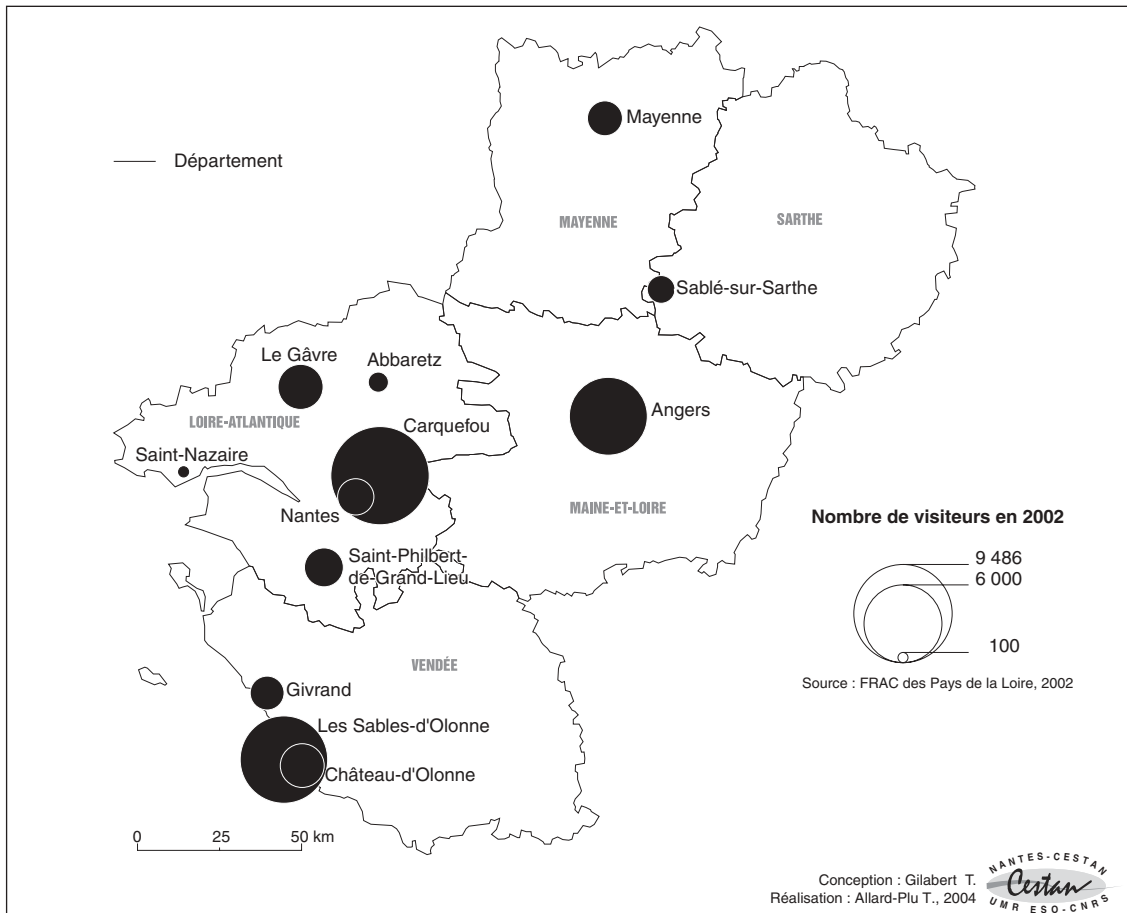 Mayenne
Département
MAYENNE
SARTHE
Sablé-sur-Sarthe
Le Gâvre
Abbaretz
Angers
LOIRE-ATLANTIQUE
Carquefou
Saint-Nazaire
Nantes
MAINE-ET-LOIRE
Saint-Philbert-
de-Grand-Lieu
Nombre de visiteurs en 2002
9 486
6 000
100
Source : FRAC des Pays de la Loire, 2002
VENDÉE
Givrand
Les Sables-d'Olonne
Château-d'Olonne
0 25 50 km
Conception : Gilabert T.
Réalisation : Allard-Plu T., 2004
NANTES-CESTAN
Cestan
UMR ESO-CNRS